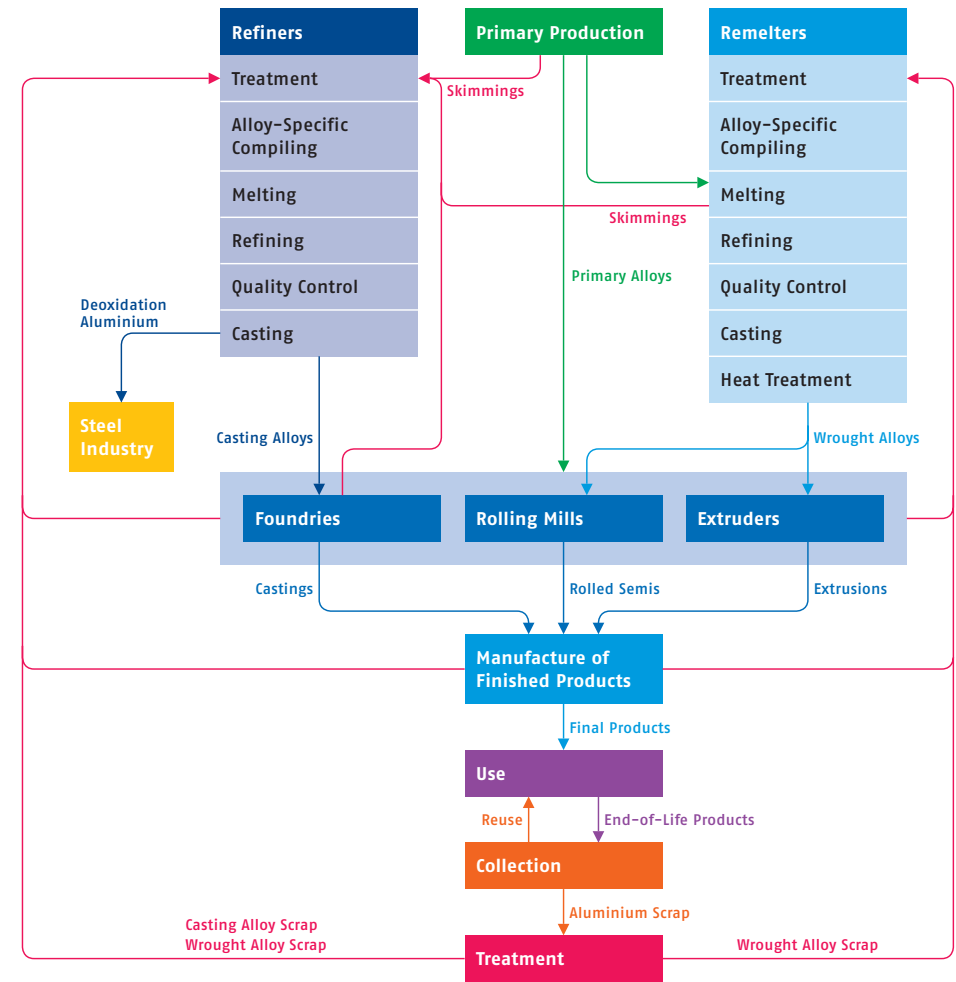 Refiners
Primary Production
Remelters
Treatment
Skimmings
Treatment
Alloy-Specific
Compiling
Alloy-Specific
Compiling
Melting
Melting
Skimmings
Refining
Refining
Primary Alloys
Quality Control
Quality Control
Deoxidation
Aluminium
Casting
Casting
Heat Treatment
Steel
Industry
Casting Alloys
Wrought Alloys
Foundries
Rolling Mills
Extruders
Castings
Rolled Semis
Extrusions
Manufacture of
Finished Products
Final Products
Use
Reuse
End-of-Life Products
Collection
Aluminium Scrap
Casting Alloy Scrap
Wrought Alloy Scrap
Wrought Alloy Scrap
Treatment